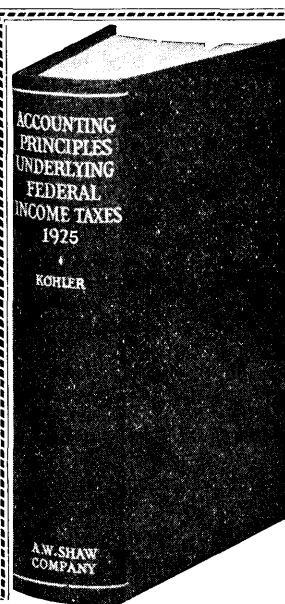 ACCOUNTING
PRINCIPLES
UNDERLYING
FEDERAL
INCOME TAXES
1925
KOHLER
A.W. SHAW
COMPANY